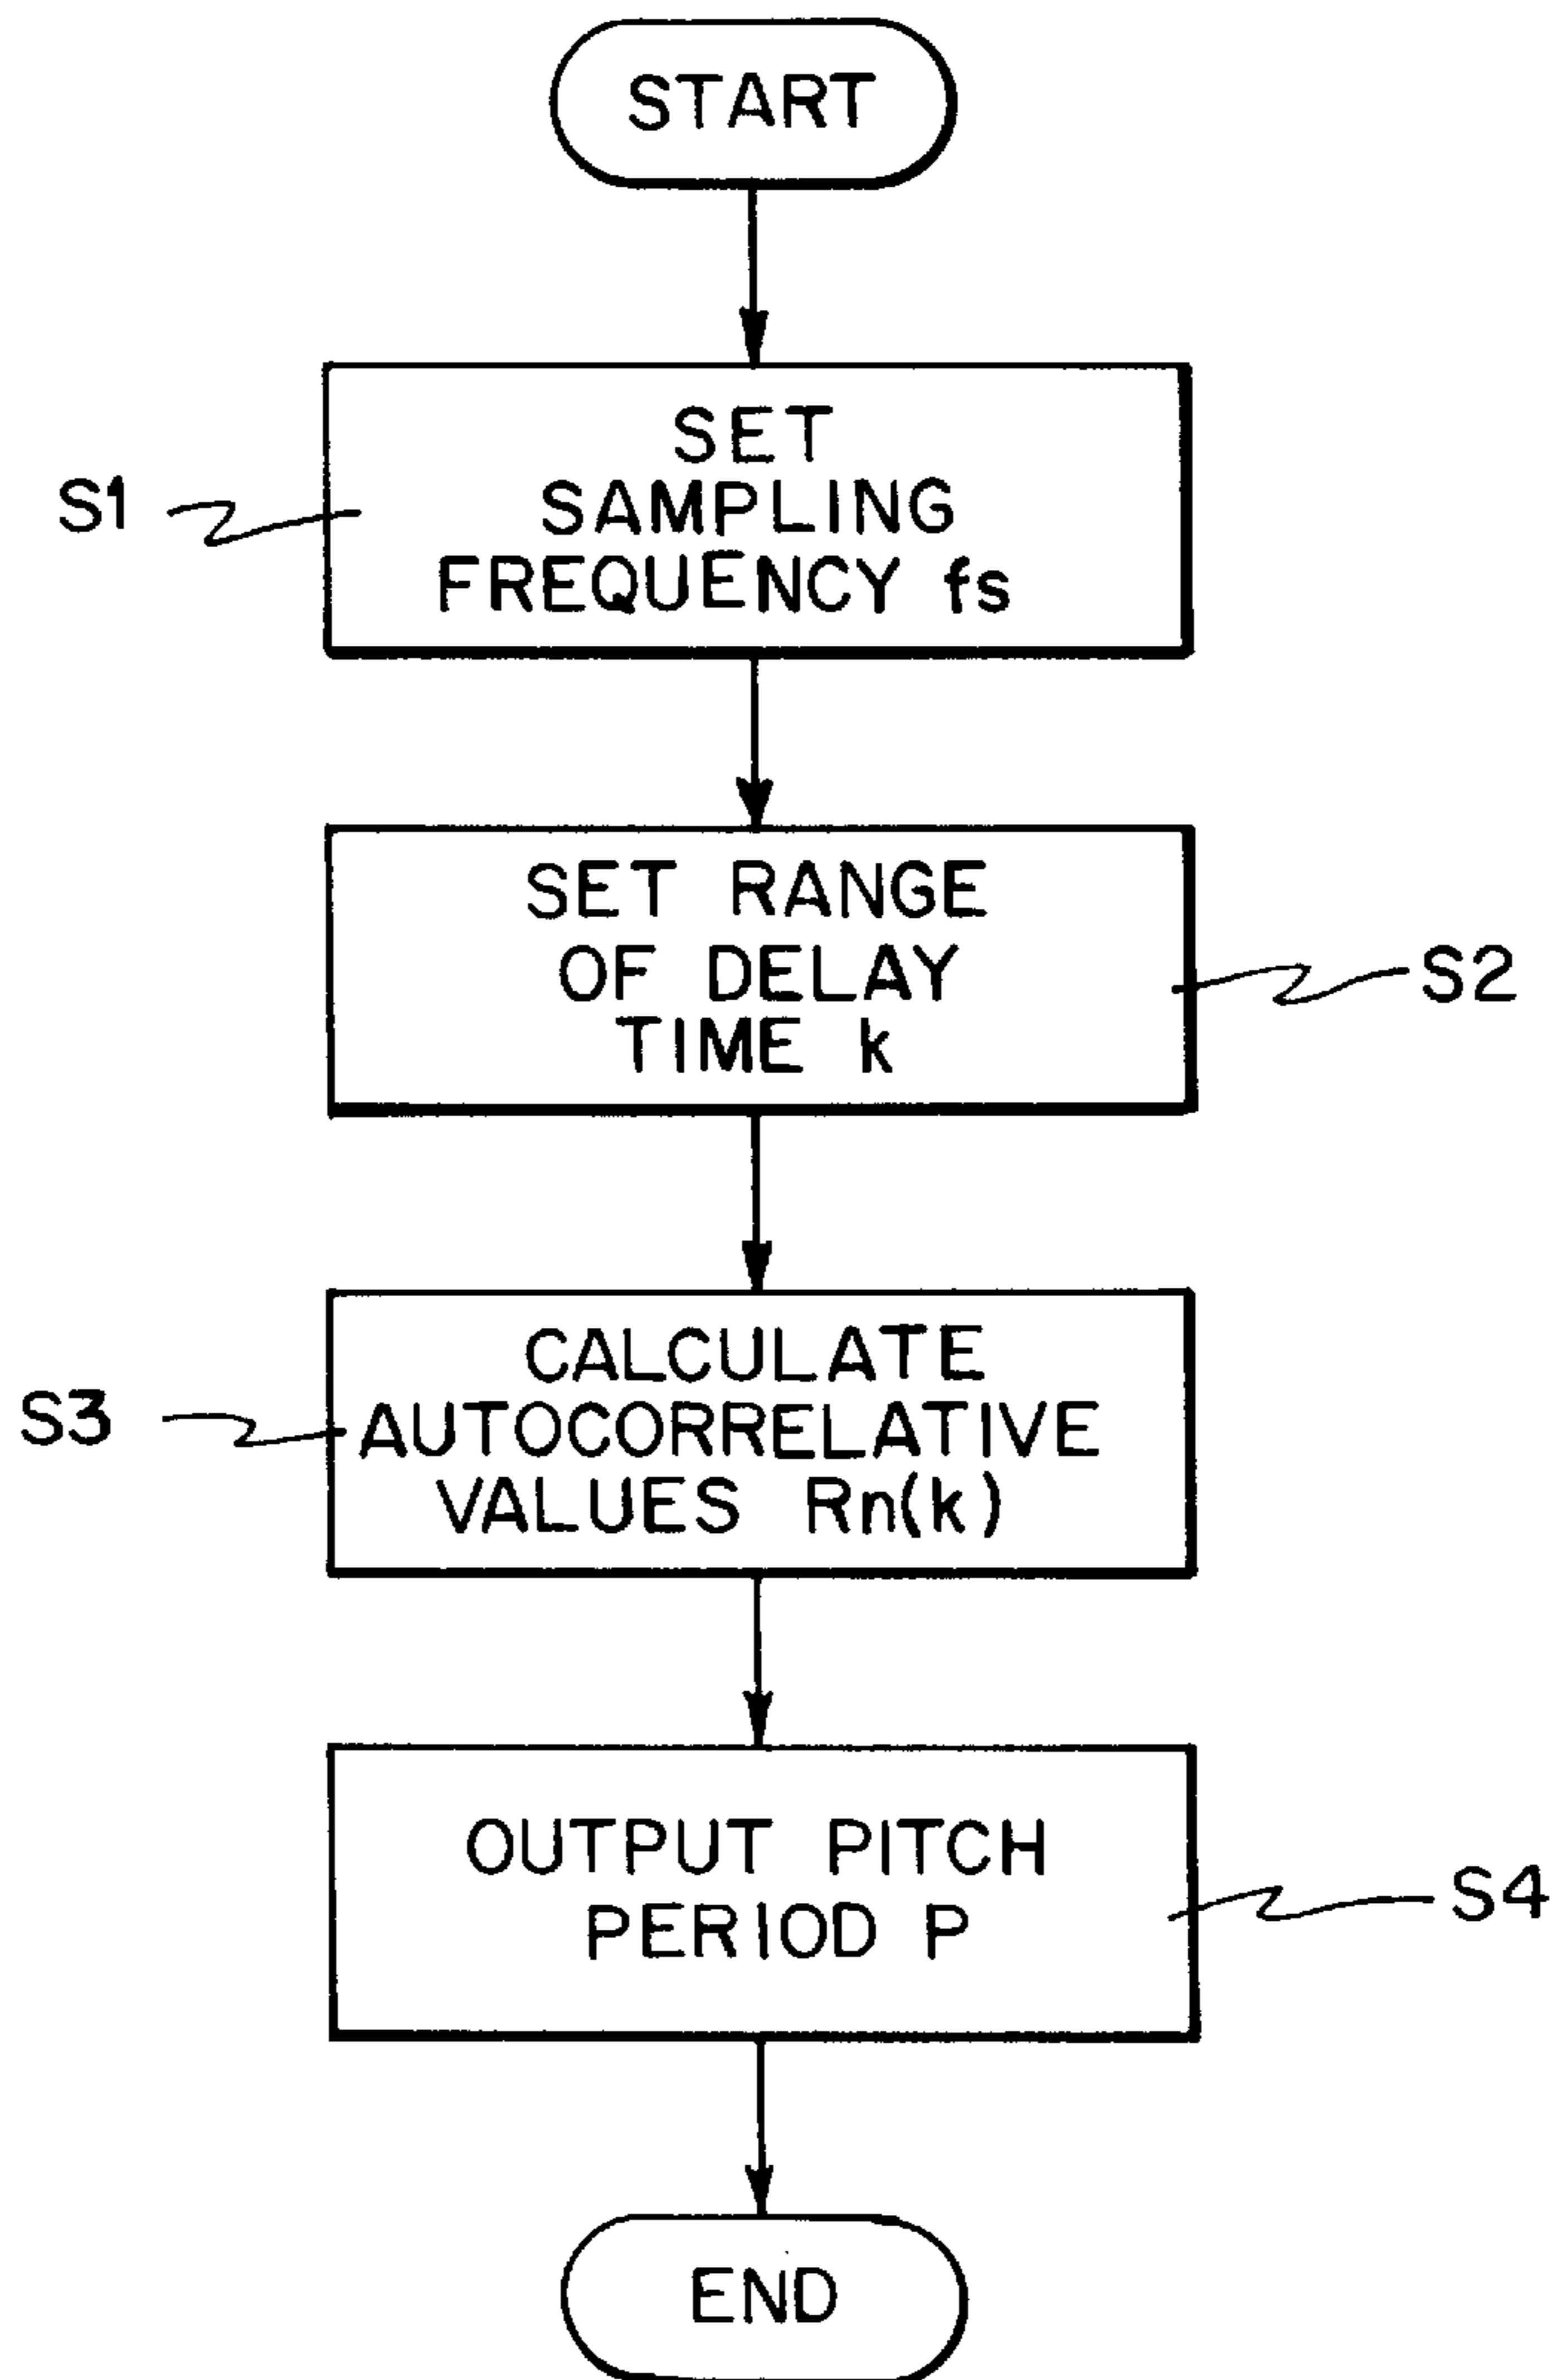 START
SET
SAMPLING
FREQUENCY fs
S1
SET RANGE
OF DELAY
TIME k
S2
CALCULATE
AUTOCORRELATIVE
VALUES Rn(k)
S3
OUTPUT PITCH
PERIOD P
S4
END